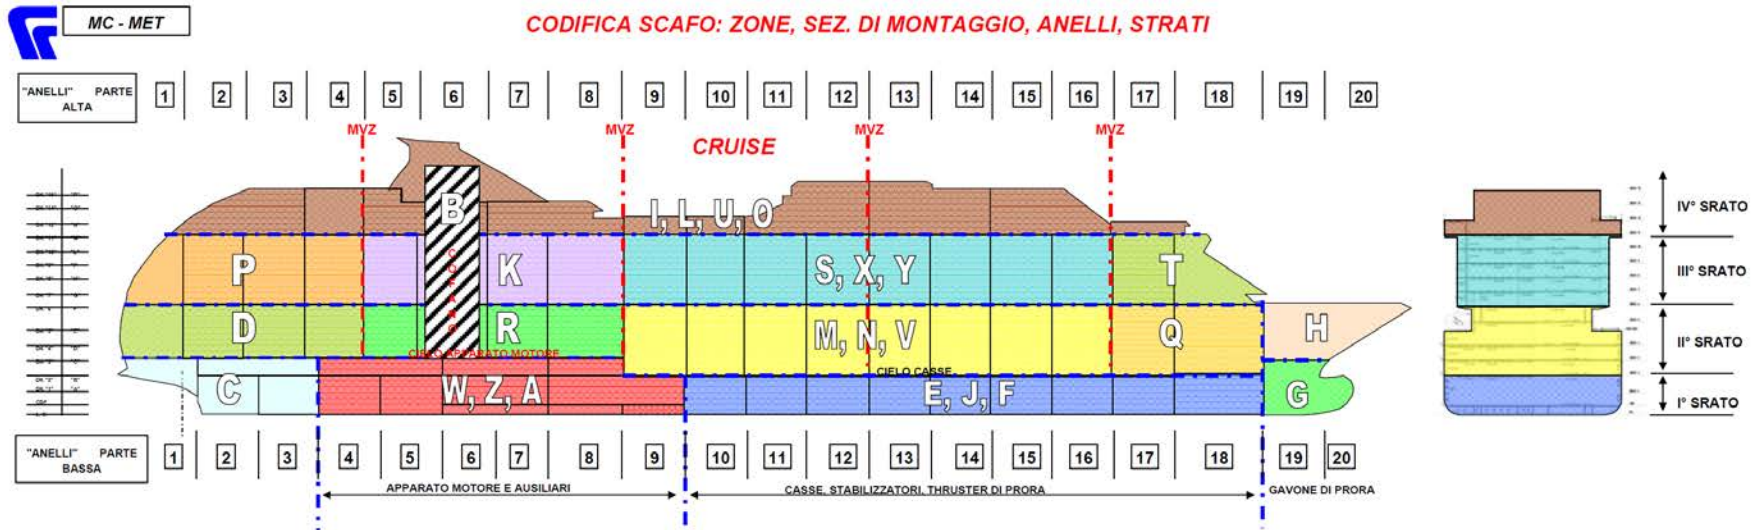 MC - MET
CODIFICA SCAFO: ZONE, SEZ. DI MONTAGGIO, ANELLI, STRATI
"ANELLI" PARTE
ALTA
1 2 3 4 5 6 7 8 9 10 11 12 13 14 15 16 17 18 19 20
MVZ MVZ MVZ MVZ
CRUISE
B
I, L, U, O
COFANO
P K S, X, Y T
D R M, N, V Q H
CIELO APPARATO MOTORE
CIELO CASSE
C W, Z, A E, J, F G
IV° SRATO
III° SRATO
II° SRATO
I° SRATO
"ANELLI" PARTE
BASSA
1 2 3 4 5 6 7 8 9 10 11 12 13 14 15 16 17 18 19 20
APPARATO MOTORE E AUSILIARI
CASSE, STABILIZZATORI, THRUSTER DI PRORA
GAVONE DI PRORA